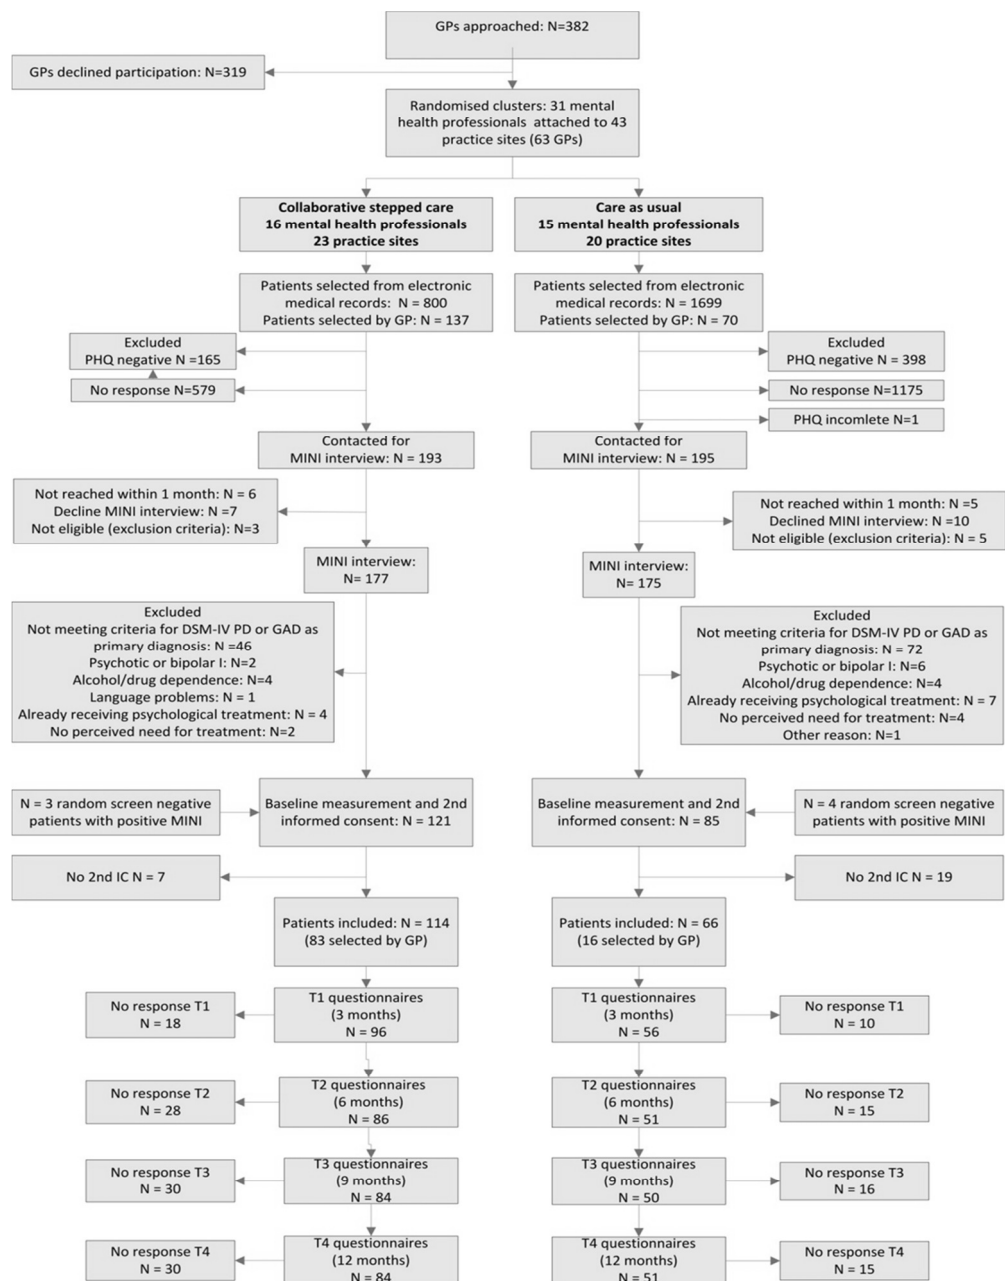 GPs approached: N=382
GPs declined participation: N=319
Randomised clusters: 31 mental
health professionals attached to 43
practice sites (63 GPs)
Collaborative stepped care
16 mental health professionals
23 practice sites
Care as usual
15 mental health professionals
20 practice sites
Patients selected from electronic
medical records: N = 800
Patients selected by GP: N = 137
Patients selected from electronic
medical records: N = 1699
Patients selected by GP: N = 70
Excluded
PHQ negative N =165
Excluded
PHQ negative N = 398
No response N=579
No response N=1175
PHQ incomlete N=1
Contacted for
MINI interview: N = 193
Contacted for
MINI interview: N = 195
Not reached within 1 month: N = 6
Decline MINI interview: N =7
Not eligible (exclusion criteria): N=3
Not reached within 1 month: N =5
Declined MINI interview: N =10
Not eligible (exclusion criteria): N = 5
MINI interview:
N= 177
MINI interview:
N= 175
Excluded
Not meeting criteria for DSM-IV PD or GAD as
primary diagnosis: N =46
Psychotic or bipolar I: N=2
Alcohol/drug dependence: N=4
Language problems: N = 1
Already receiving psychological treatment: N = 4
No perceived need for treatment: N=2
Excluded
Not meeting criteria for DSM-IV PD or GAD as
primary diagnosis: N = 72
Psychotic or bipolar I: N=6
Alcohol/drug dependence: N=4
Already receiving psychological treatment: N = 7
No perceived need for treatment: N=4
Other reason: N=1
N = 3 random screen negative
patients with positive MINI
Baseline measurement and 2nd
informed consent: N = 121
Baseline measurement and 2nd
informed consent: N = 85
N = 4 random screen negative
patients with positive MINI
No 2nd IC N = 7
No 2nd IC N = 19
Patients included: N = 114
(83 selected by GP)
Patients included: N = 66
(16 selected by GP)
No response T1
N = 18
T1 questionnaires
(3 months)
N = 96
T1 questionnaires
(3 months)
N = 56
No response T1
N = 10
No response T2
N = 28
T2 questionnaires
(6 months)
N = 86
T2 questionnaires
(6 months)
N = 51
No response T2
N = 15
No response T3
N = 30
T3 questionnaires
(9 months)
N = 84
T3 questionnaires
(9 months)
N = 50
No response T3
N = 16
No response T4
N = 30
T4 questionnaires
(12 months)
N = 84
T4 questionnaires
(12 months)
N = 51
No response T4
N = 15